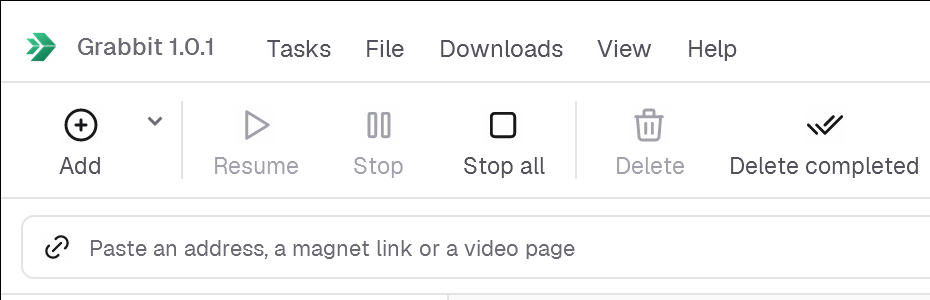 Grabbit 1.0.1 Tasks File Downloads View Help
Add Resume Stop Stop all Delete Delete completed
Paste an address, a magnet link or a video page